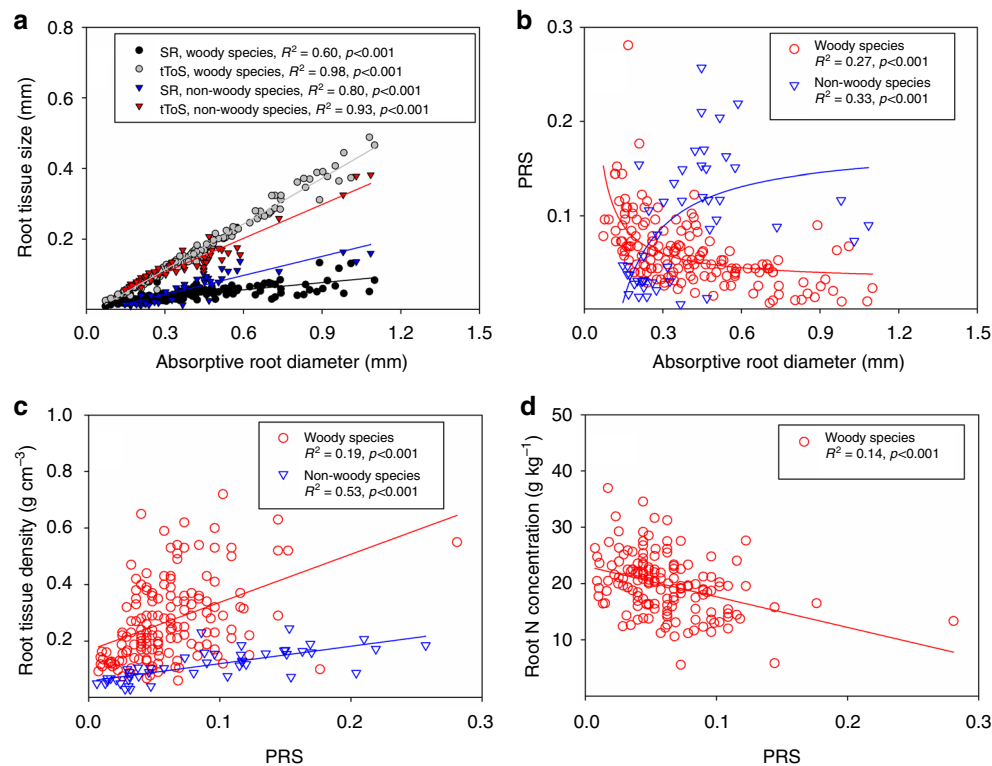 a
0.8
0.6
0.4
0.2
Root tissue size (mm)
SR, woody species, R² = 0.60, p<0.001
tToS, woody species, R² = 0.98, p<0.001
SR, non-woody species, R² = 0.80, p<0.001
tToS, non-woody species, R² = 0.93, p<0.001
0.0 0.3 0.6 0.9 1.2 1.5
Absorptive root diameter (mm)
b
0.3
0.2
0.1
PRS
Woody species
R² = 0.27, p<0.001
Non-woody species
R² = 0.33, p<0.001
0.0 0.3 0.6 0.9 1.2 1.5
Absorptive root diameter (mm)
c
1.0
0.8
0.6
0.4
0.2
Root tissue density (g cm⁻³)
Woody species
R² = 0.19, p<0.001
Non-woody species
R² = 0.53, p<0.001
0.0 0.1 0.2 0.3
PRS
d
50
40
30
20
10
Root N concentration (g kg⁻¹)
Woody species
R² = 0.14, p<0.001
0.0 0.1 0.2 0.3
PRS